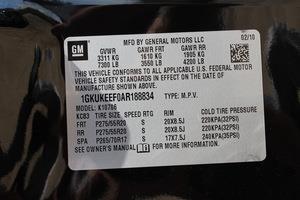 GM
MFD BY GENERAL MOTORS LLC
02/10
GVWR GAWR FRT GAWR RR
3311 KG 1610 KG 1905 KG
7300 LB 3550 LB 4200 LB
THIS VEHICLE CONFORMS TO ALL APPLICABLE U.S. FEDERAL MOTOR
VEHICLE SAFETY STANDARDS IN EFFECT ON THE DATE OF
MANUFACTURE SHOWN ABOVE.
1GKUKEEF0AR188834 TYPE: M.P.V.
K10706
KC83 TIRE SIZE SPEED RTG RIM COLD TIRE PRESSURE
FRT P275/55R20 S 20X8.5J 220KPA(32PSI)
RR P275/55R20 S 20X8.5J 220KPA(32PSI)
SPA P265/70R17 S 17X7.5J 240KPA(35PSI)
SEE OWNER'S MANUAL FOR MORE INFORMATION.